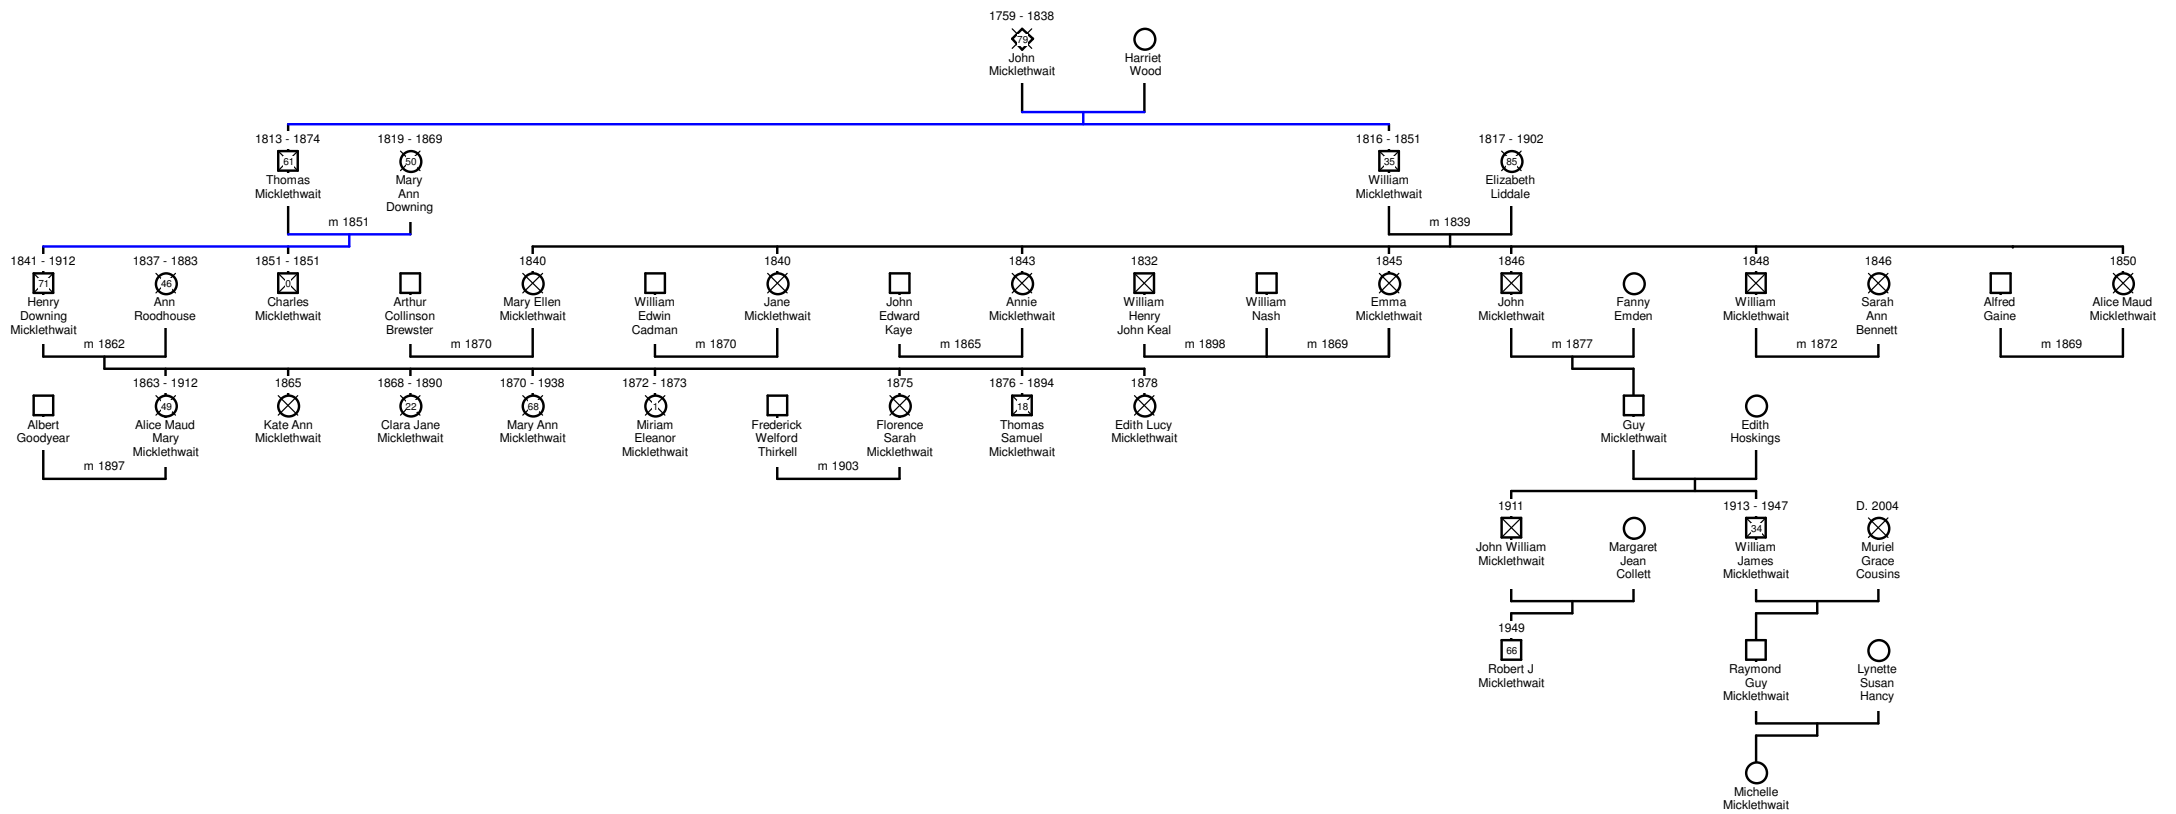 1759 - 1838
79
John
Micklethwait
Harriet
Wood
1813 - 1874
61
Thomas
Micklethwait
1819 - 1869
50
Mary
Ann
Downing
m 1851
1816 - 1851
35
William
Micklethwait
1817 - 1902
85
Elizabeth
Liddale
m 1839
1841 - 1912
71
Henry
Downing
Micklethwait
1837 - 1883
46
Ann
Roodhouse
m 1862
1851 - 1851
0
Charles
Micklethwait
Arthur
Collinson
Brewster
1840
Mary Ellen
Micklethwait
m 1870
William
Edwin
Cadman
1840
Jane
Micklethwait
m 1870
John
Edward
Kaye
1843
Annie
Micklethwait
m 1865
1832
William
Henry
John Keal
m 1898
William
Nash
m 1869
1845
Emma
Micklethwait
1846
John
Micklethwait
Fanny
Emden
m 1877
1848
William
Micklethwait
1846
Sarah
Ann
Bennett
m 1872
Alfred
Gaine
1850
Alice Maud
Micklethwait
m 1869
Albert
Goodyear
1863 - 1912
49
Alice Maud
Mary
Micklethwait
m 1897
1865
Kate Ann
Micklethwait
1868 - 1890
22
Clara Jane
Micklethwait
1870 - 1938
68
Mary Ann
Micklethwait
1872 - 1873
1
Miriam
Eleanor
Micklethwait
Frederick
Welford
Thirkell
1875
Florence
Sarah
Micklethwait
m 1903
1876 - 1894
18
Thomas
Samuel
Micklethwait
1878
Edith Lucy
Micklethwait
Guy
Micklethwait
Edith
Hoskings
1911
John William
Micklethwait
Margaret
Jean
Collett
1913 - 1947
34
William
James
Micklethwait
D. 2004
Muriel
Grace
Cousins
1949
66
Robert J
Micklethwait
Raymond
Guy
Micklethwait
Lynette
Susan
Hancy
Michelle
Micklethwait